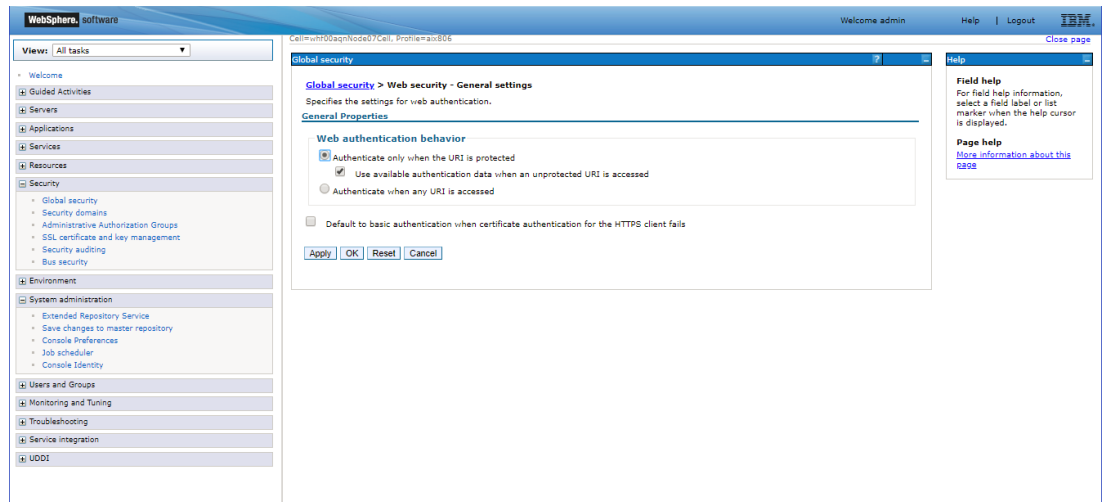 WebSphere. software
Welcome admin
Help | Logout
IBM.
View: All tasks
Cell=whf00aqnNode07Cell, Profile=aix806
Close page
Welcome
Guided Activities
Servers
Applications
Services
Resources
Security
Global security
Security domains
Administrative Authorization Groups
SSL certificate and key management
Security auditing
Bus security
Environment
System administration
Extended Repository Service
Save changes to master repository
Console Preferences
Job scheduler
Console Identity
Users and Groups
Monitoring and Tuning
Troubleshooting
Service integration
UDDI
Global security
?
Global security > Web security - General settings
Specifies the settings for web authentication.
General Properties
Web authentication behavior
Authenticate only when the URI is protected
Use available authentication data when an unprotected URI is accessed
Authenticate when any URI is accessed
Default to basic authentication when certificate authentication for the HTTPS client fails
Apply OK Reset Cancel
Help
Field help
For field help information,
select a field label or list
marker when the help cursor
is displayed.
Page help
More information about this
page